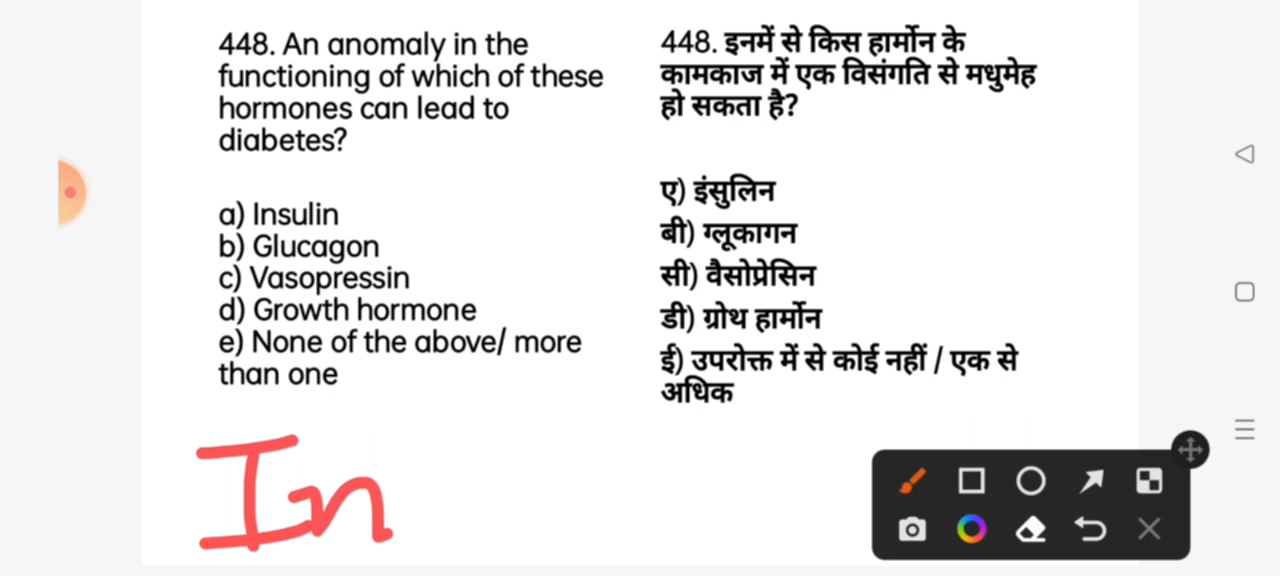 448. An anomaly in the
functioning of which of these
hormones can lead to
diabetes?
a) Insulin
b) Glucagon
c) Vasopressin
d) Growth hormone
e) None of the above/ more
than one
448. इनमें से किस हार्मोन के
कामकाज में एक विसंगति से मधुमेह
हो सकता है?
ए) इंसुलिन
बी) ग्लूकागन
सी) वैसोप्रेसिन
डी) ग्रोथ हार्मोन
ई) उपरोक्त में से कोई नहीं / एक से
अधिक
In